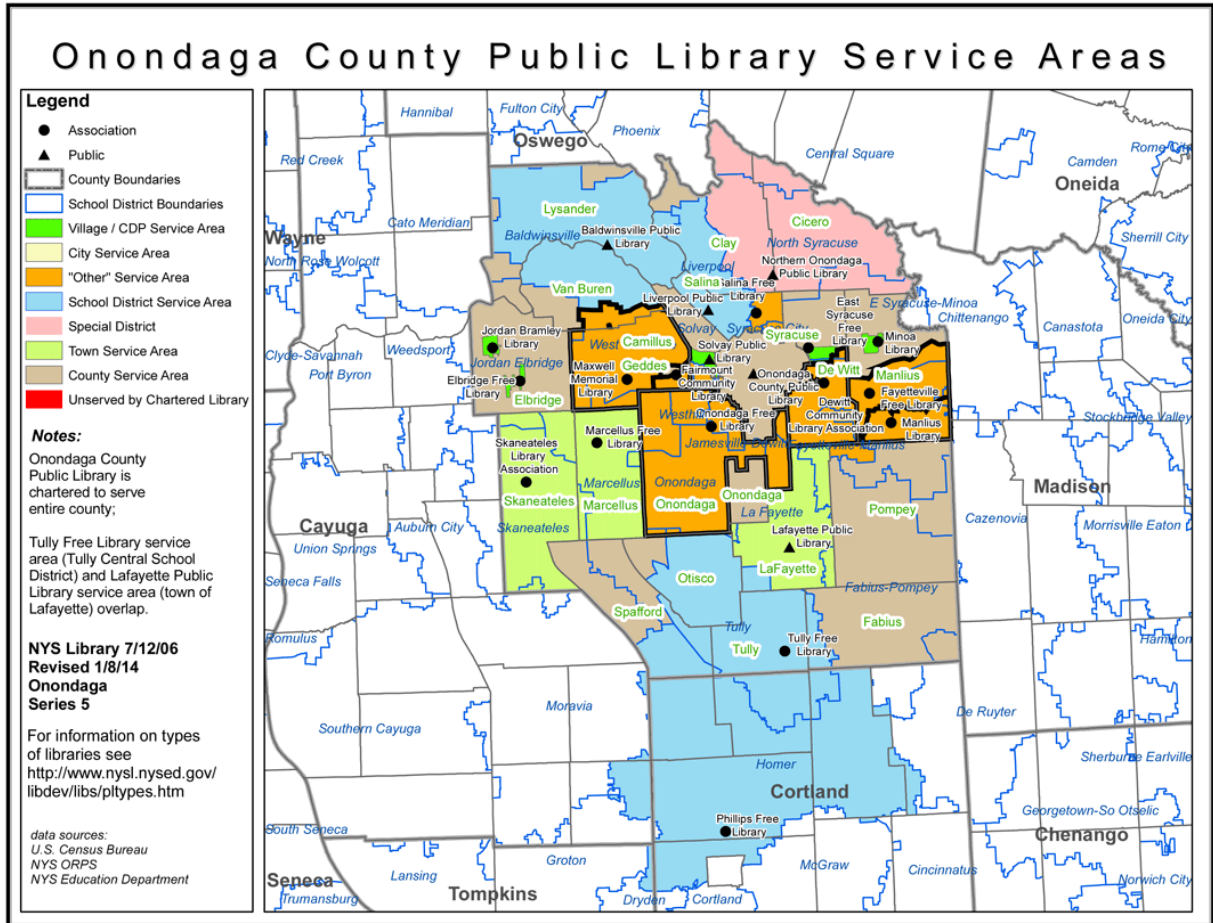 Onondaga County Public Library Service Areas
Legend
Association
Public
County Boundaries
School District Boundaries
Village / CDP Service Area
City Service Area
"Other" Service Area
School District Service Area
Special District
Town Service Area
County Service Area
Unserved by Chartered Library
Notes:
Onondaga County
Public Library is
chartered to serve
entire county;
Tully Free Library service
area (Tully Central School
District) and Lafayette Public
Library service area (town of
Lafayette) overlap.
NYS Library 7/12/06
Revised 1/8/14
Onondaga
Series 5
For information on types
of libraries see
http://www.nysl.nysed.gov/
libdev/libs/pltypes.htm
data sources:
U.S. Census Bureau
NYS ORPS
NYS Education Department
Hannibal
Fulton City
Phoenix
Oswego
Central Square
Red Creek
Camden
Rome City
Oneida
Cato Meridian
Lysander
Baldwinsville
Baldwinsville Public
Library
Cicero
Clay
North Syracuse
Wayne
North Rose Wolcott
Sherrill City
Liverpool
Northern Onondaga
Public Library
Salina
Salina Free
Library
Van Buren
Liverpool Public
Library
East
Syracuse
Free
Library
E Syracuse-Minoa
Chittenango
Oneida City
Canastota
Jordan Bramley
Library
Solvay
Syracuse City
Syracuse
Minoa
Library
Clyde-Savannah
Weedsport
Port Byron
Jordan Elbridge
West
Camillus
Geddes
Solvay Public
Library
Maxwell
Memorial
Library
Fairmount
Community
Library
Onondaga
County Public
Library
De Witt
Manlius
Elbridge Free
Library
Elbridge
Fayetteville
Free Library
Dewitt
Community
Library Association
Manlius
Library
Stockbridge Valley
Westhill
Onondaga Free
Library
Jamesville-Dewitt
Fayetteville-Manlius
Skaneateles
Library
Association
Marcellus Free
Library
Marcellus
Marcellus
Skaneateles
Skaneateles
Onondaga
Onondaga
Onondaga
La Fayette
Pompey
Madison
Cayuga
Auburn City
Union Springs
Cazenovia
Morrisville Eaton
Lafayette Public
Library
LaFayette
Seneca Falls
Otisco
Fabius-Pompey
Spafford
Fabius
Romulus
Tully
Tully
Tully Free
Library
Hamilton
Moravia
De Ruyter
Southern Cayuga
Homer
Sherburne Earlville
Cortland
Georgetown-So Otselic
South Seneca
Phillips Free
Library
Chenango
Groton
McGraw
Cincinnatus
Lansing
Seneca
Trumansburg
Tompkins
Dryden
Cortland
Norwich City